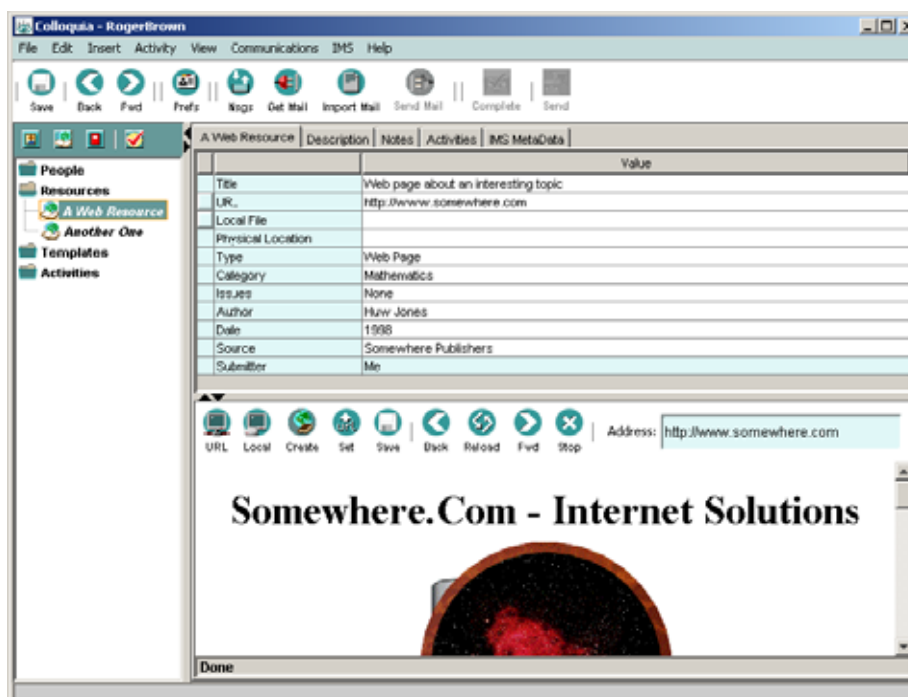 Colloquia - RogerBrown
File Edit Insert Activity View Communications IMS Help
Save Back Fwd Prefs Msgs Get Mail Import Mail Send Mail Complete Send
A Web Resource Description Notes Activities IMS MetaData
People
Resources
A Web Resource
Another One
Templates
Activities
Value
Title Web page about an interesting topic
URL http://www.somewhere.com
Local File
Physical Location
Type Web Page
Category Mathematics
Issues None
Author Huw Jones
Date 1998
Source Somewhere Publishers
Submitter Me
URL Local Create Set Save Back Reload Fwd Stop Address: http://www.somewhere.com
Somewhere.Com - Internet Solutions
Done